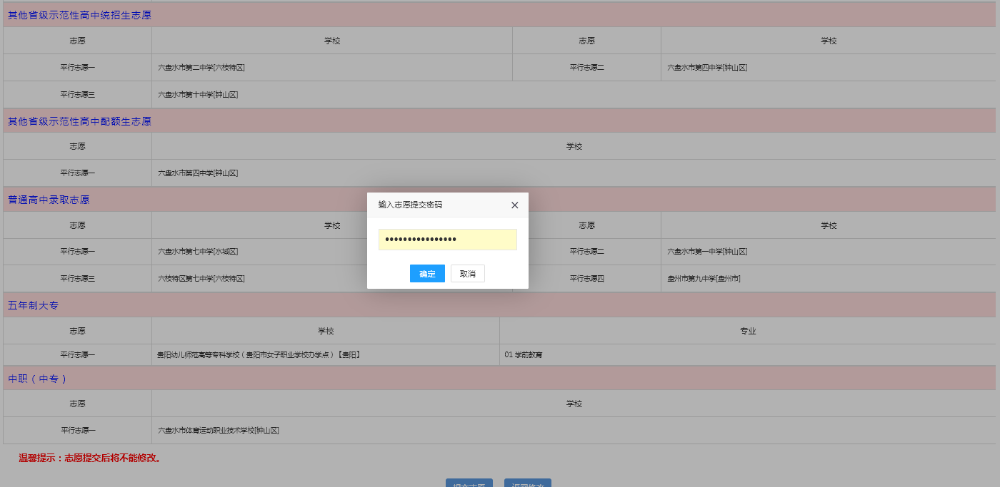 其他省级示范性高中统招生志愿
志愿 学校 志愿 学校
平行志愿一 六盘水市第二中学[六枝特区] 平行志愿二 六盘水市第四中学[钟山区]
平行志愿三 六盘水市第十中学[钟山区]
其他省级示范性高中配额生志愿
志愿 学校
平行志愿一 六盘水市第四中学[钟山区]
普通高中录取志愿
输入志愿提交密码
志愿 学校 志愿 学校
••••••••••••••••
平行志愿一 六盘水市第七中学[水城区] 平行志愿二 六盘水市第一中学[钟山区]
确定 取消
平行志愿三 六枝特区第七中学[六枝特区] 平行志愿四 盘州市第九中学[盘州市]
五年制大专
志愿 学校 专业
平行志愿一 贵阳幼儿师范高等专科学校（贵阳市女子职业学校办学点）【贵阳】 01 学前教育
中职（中专）
志愿 学校
平行志愿一 六盘水市体育运动职业技术学校[钟山区]
温馨提示：志愿提交后将不能修改。
提交志愿 返回修改